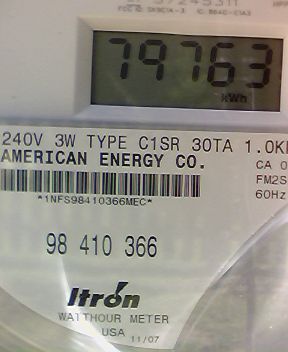 79763
kWh
240V 3W TYPE C1SR 30TA 1.0K
AMERICAN ENERGY CO.
CA
FM2S
60Hz
*1NFS98410366MEC*
98 410 366
Itron
WATTHOUR METER
USA 11/07